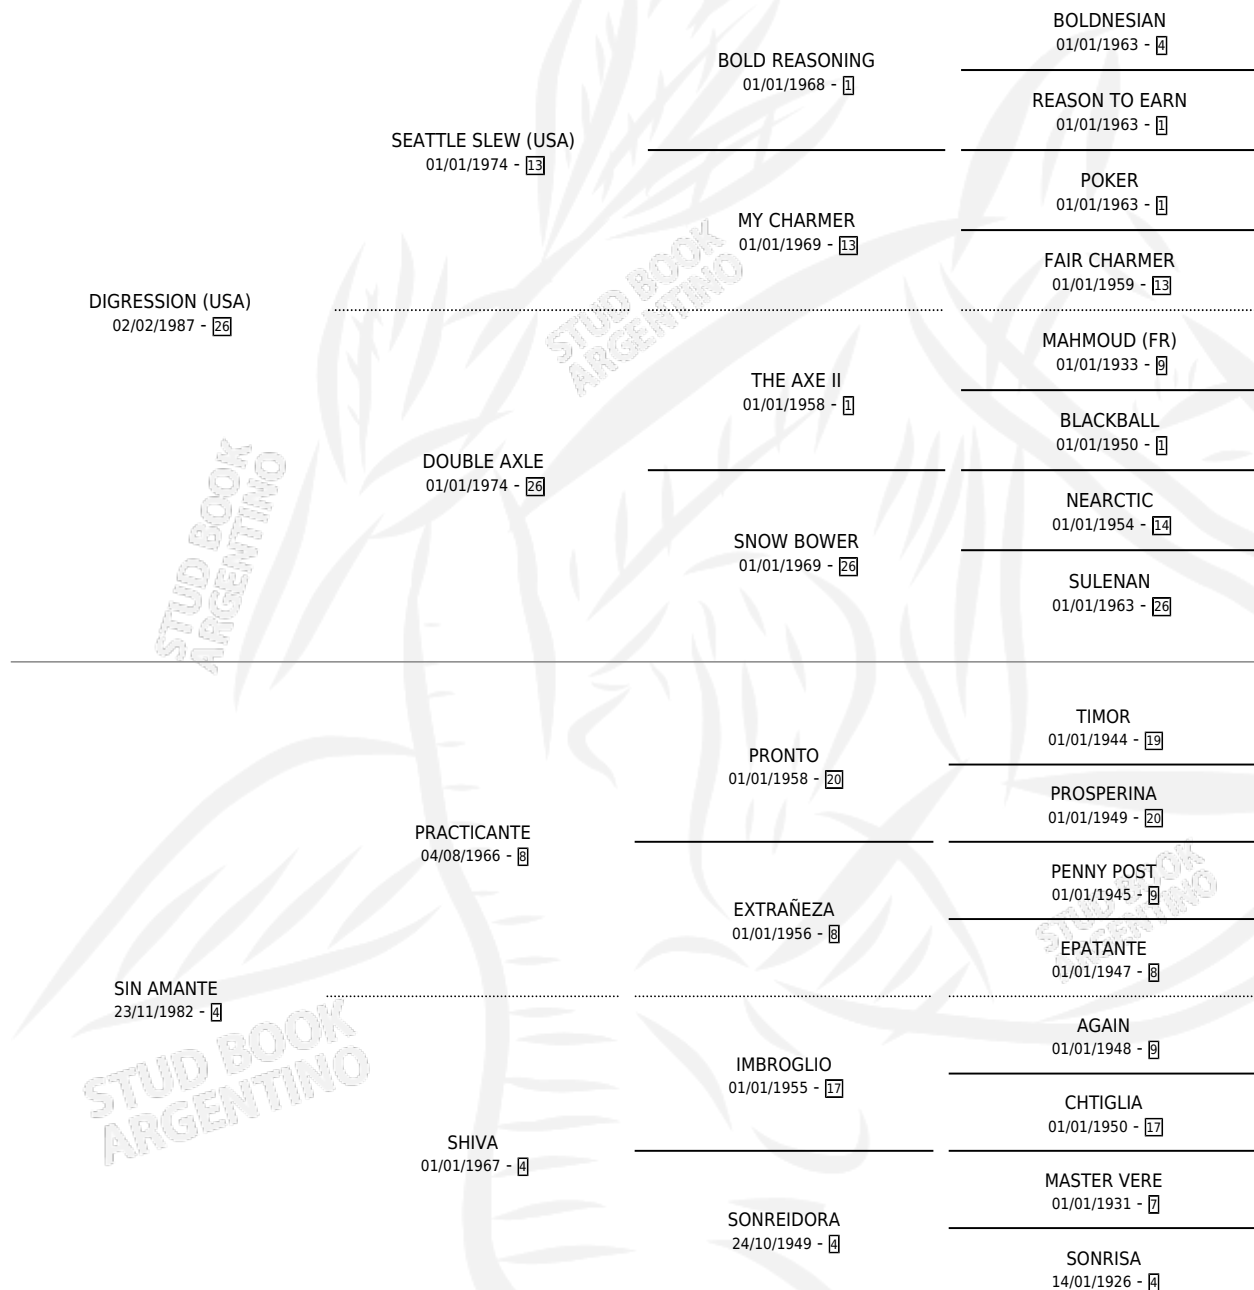 BOLDNESIAN
01/01/1963 - 4
BOLD REASONING
01/01/1968 - 1
REASON TO EARN
01/01/1963 - 1
SEATTLE SLEW (USA)
01/01/1974 - 13
POKER
01/01/1963 - 1
MY CHARMER
01/01/1969 - 13
FAIR CHARMER
01/01/1959 - 13
DIGRESSION (USA)
02/02/1987 - 26
STUD BOOK
ARGENTINO
MAHMOUD (FR)
01/01/1933 - 9
THE AXE II
01/01/1958 - 1
BLACKBALL
01/01/1950 - 1
DOUBLE AXLE
01/01/1974 - 26
NEARCTIC
01/01/1954 - 14
SNOW BOWER
01/01/1969 - 26
SULENAN
01/01/1963 - 26
STUD BOOK
ARGENTINO
TIMOR
01/01/1944 - 19
PRONTO
01/01/1958 - 20
PROSPERINA
01/01/1949 - 20
PRACTICANTE
04/08/1966 - 8
PENNY POST
01/01/1945 - 9
EXTRAÑEZA
01/01/1956 - 8
STUD BOOK
ARGENTINO
EPATANTE
01/01/1947 - 8
SIN AMANTE
23/11/1982 - 4
STUD BOOK
ARGENTINO
AGAIN
01/01/1948 - 9
IMBROGLIO
01/01/1955 - 17
CHTIGLIA
01/01/1950 - 17
SHIVA
01/01/1967 - 4
MASTER VERE
01/01/1931 - 7
SONREIDORA
24/10/1949 - 4
SONRISA
14/01/1926 - 4